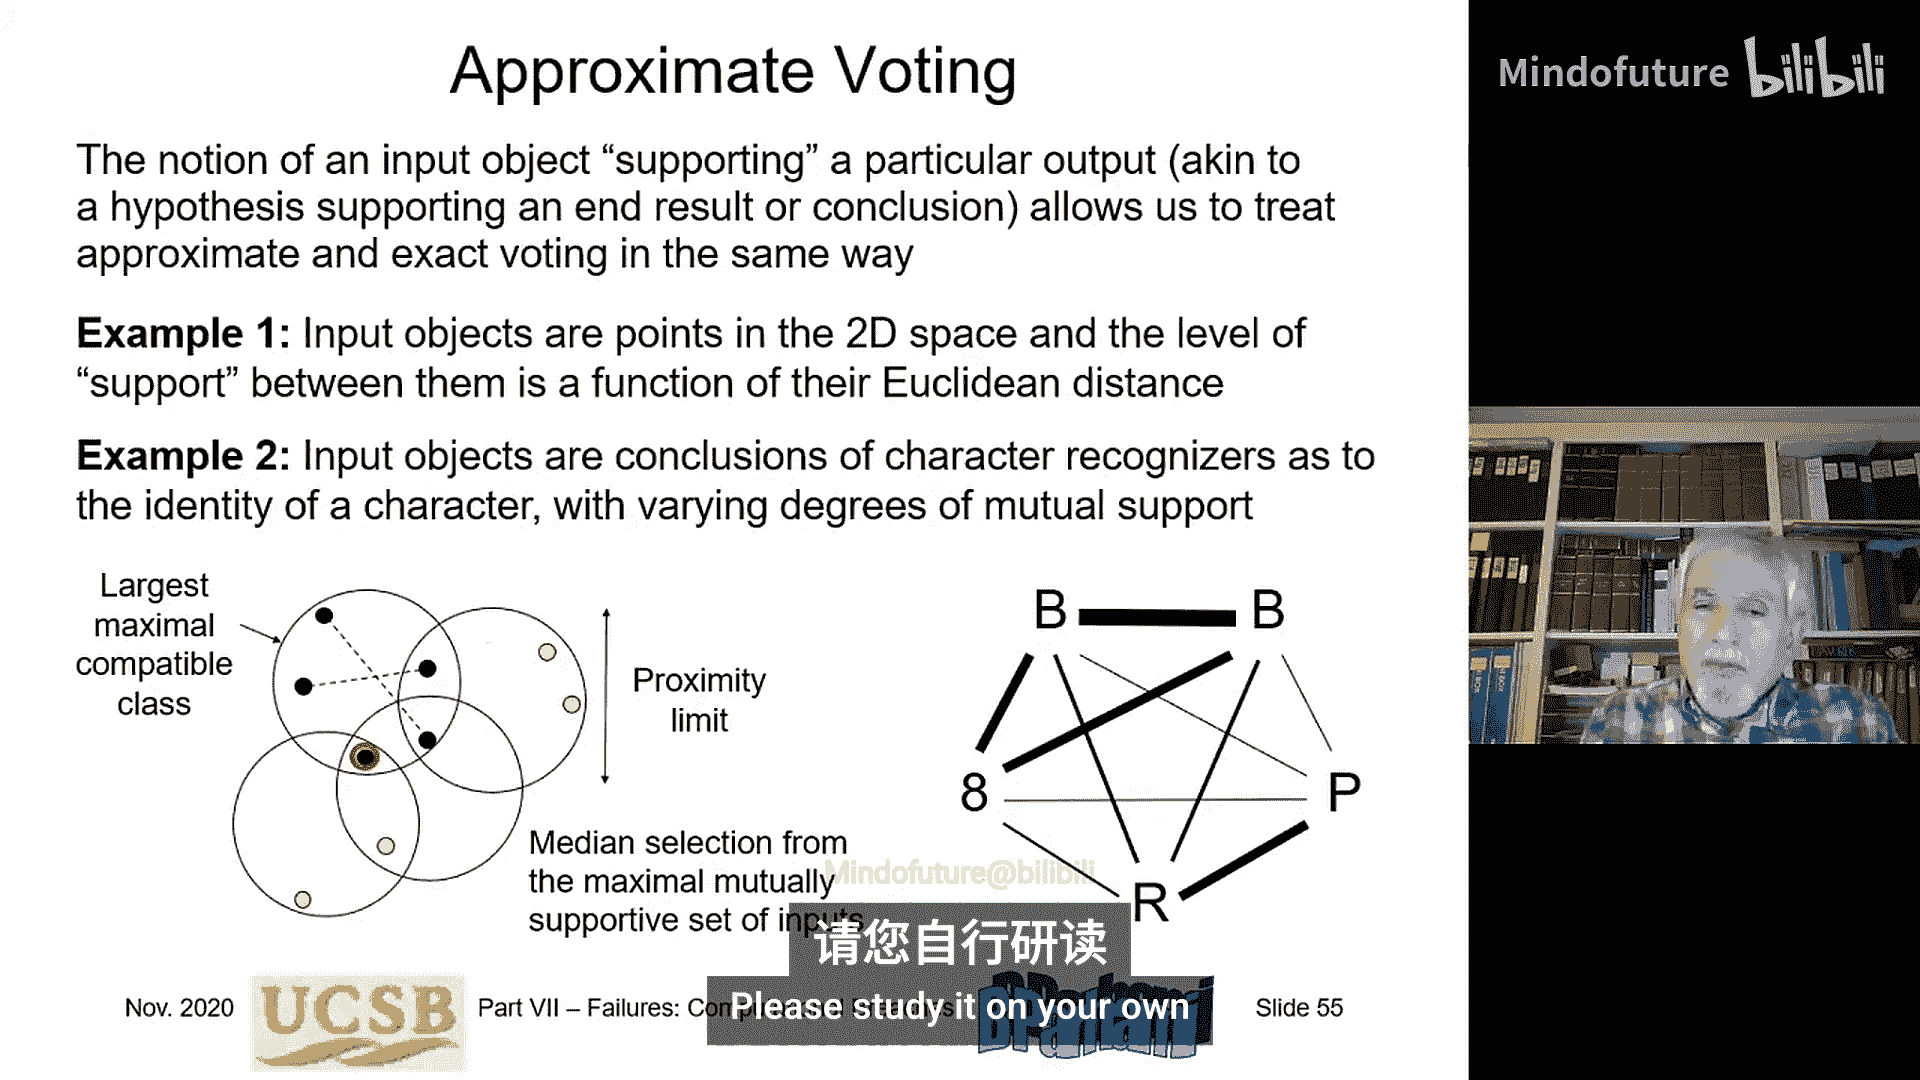 Approximate Voting
Mindofuture bilibili
The notion of an input object “supporting” a particular output (akin to
a hypothesis supporting an end result or conclusion) allows us to treat
approximate and exact voting in the same way
Example 1: Input objects are points in the 2D space and the level of
“support” between them is a function of their Euclidean distance
Example 2: Input objects are conclusions of character recognizers as to
the identity of a character, with varying degrees of mutual support
Largest
maximal
compatible
class
Proximity
limit
Median selection from
the maximal mutually
supportive set of inputs
B B
8 P
R
Mindofuture@bilibili
请您自行研读
Please study it on your own
Nov. 2020
UCSB
Part VII – Failures:
BParhami
Slide 55